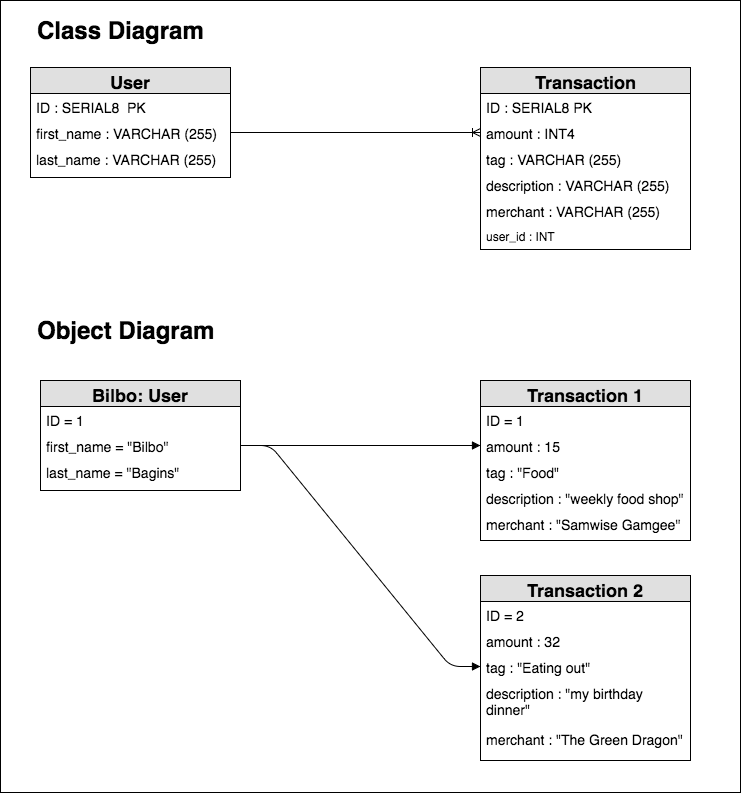 Class Diagram
User
ID : SERIAL8  PK
first_name : VARCHAR (255)
last_name : VARCHAR (255)
Transaction
ID : SERIAL8 PK
amount : INT4
tag : VARCHAR (255)
description : VARCHAR (255)
merchant : VARCHAR (255)
user_id : INT
Object Diagram
Bilbo: User
ID = 1
first_name = "Bilbo"
last_name = "Bagins"
Transaction 1
ID = 1
amount : 15
tag : "Food"
description : "weekly food shop"
merchant : "Samwise Gamgee"
Transaction 2
ID = 2
amount : 32
tag : "Eating out"
description : "my birthday
dinner"
merchant : "The Green Dragon"